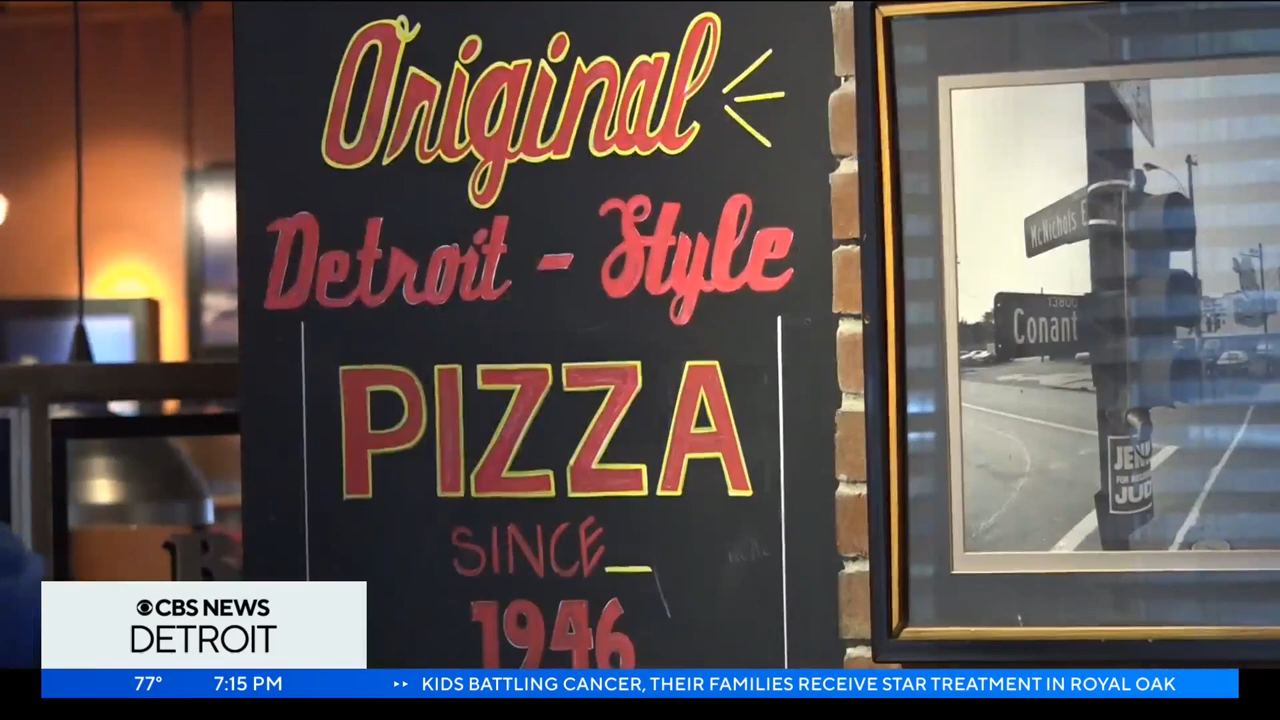 Original
Detroit - Style
PIZZA
SINCE_
1946
McNichols E
13800
Conant
CBS NEWS
DETROIT
77° 7:15 PM KIDS BATTLING CANCER, THEIR FAMILIES RECEIVE STAR TREATMENT IN ROYAL OAK